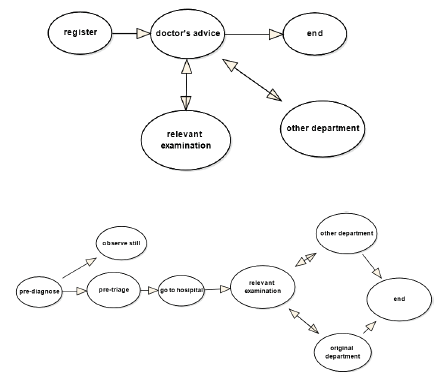 register
doctor's advice
end
relevant
examination
other department
other department
observe still
pre-diagnose
pre-triage
go to hospital
relevant
examination
end
original
department